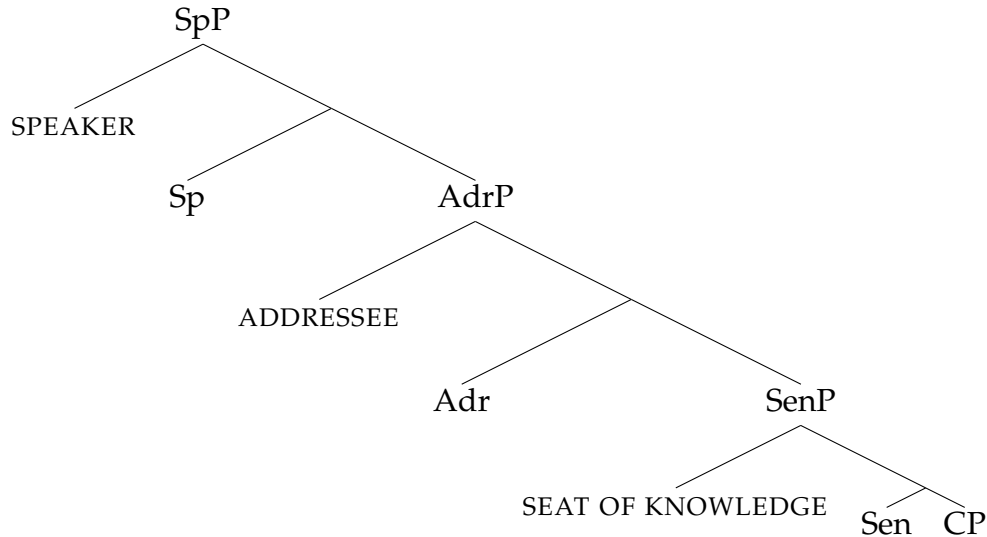 SpP
SPEAKER
Sp AdrP
ADDRESSEE
Adr SenP
SEAT OF KNOWLEDGE
Sen CP